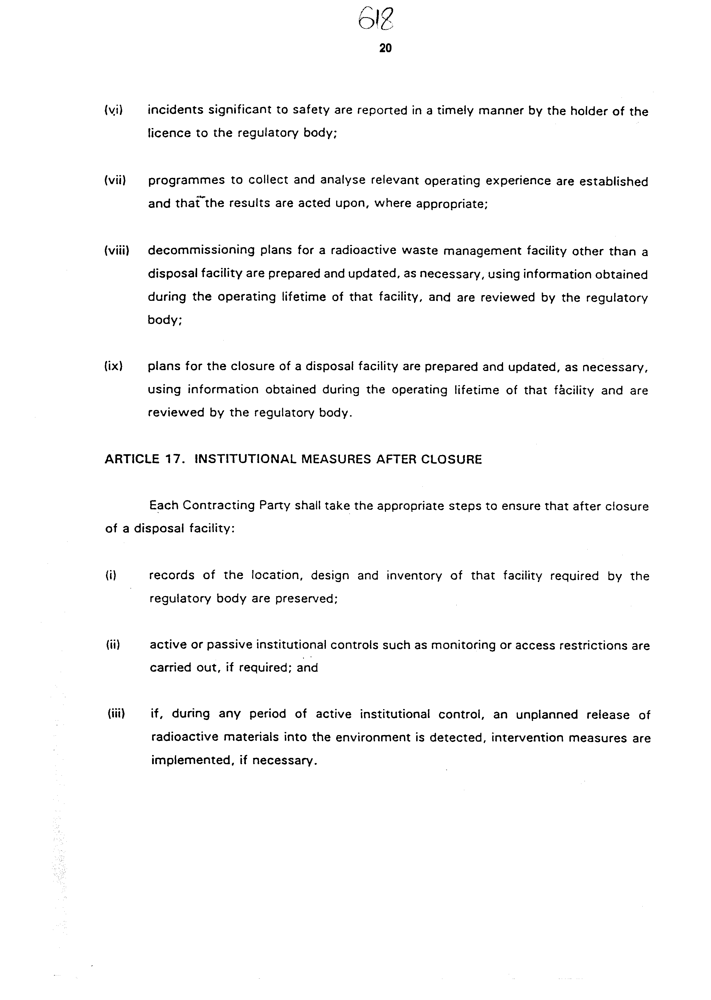 618
20
(vi) incidents significant to safety are reported in a timely manner by the holder of the
licence to the regulatory body;
(vii) programmes to collect and analyse relevant operating experience are established
and that the results are acted upon, where appropriate;
(viii) decommissioning plans for a radioactive waste management facility other than a
disposal facility are prepared and updated, as necessary, using information obtained
during the operating lifetime of that facility, and are reviewed by the regulatory
body;
(ix) plans for the closure of a disposal facility are prepared and updated, as necessary,
using information obtained during the operating lifetime of that facility and are
reviewed by the regulatory body.
ARTICLE 17. INSTITUTIONAL MEASURES AFTER CLOSURE
Each Contracting Party shall take the appropriate steps to ensure that after closure
of a disposal facility:
(i) records of the location, design and inventory of that facility required by the
regulatory body are preserved;
(ii) active or passive institutional controls such as monitoring or access restrictions are
carried out, if required; and
(iii) if, during any period of active institutional control, an unplanned release of
radioactive materials into the environment is detected, intervention measures are
implemented, if necessary.